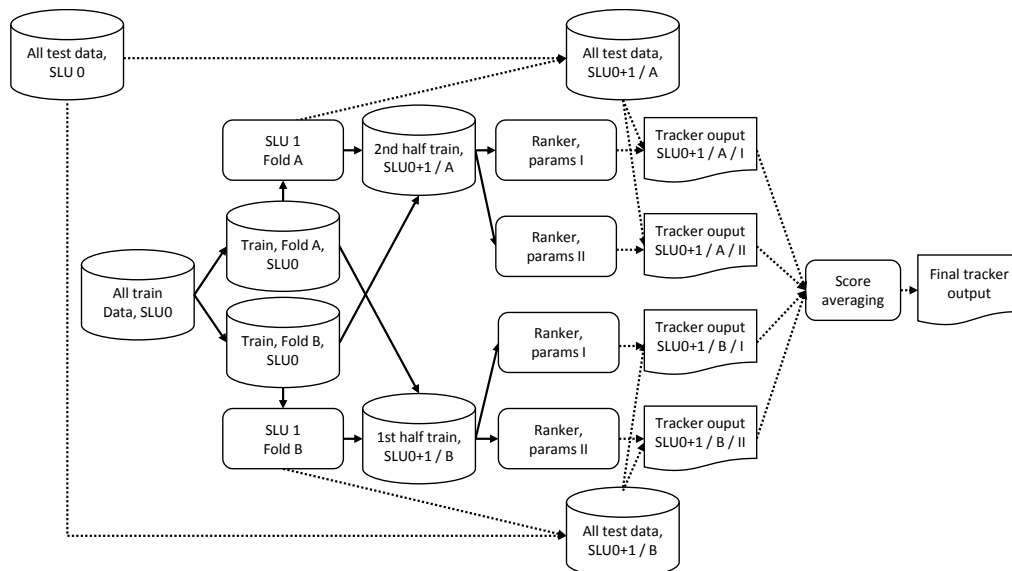 All test data,
SLU 0
All test data,
SLU0+1 / A
SLU 1
Fold A
2nd half train,
SLU0+1 / A
Ranker,
params I
Tracker ouput
SLU0+1 / A / I
Train, Fold A,
SLU0
Ranker,
params II
Tracker ouput
SLU0+1 / A / II
All train
Data, SLU0
Score
averaging
Final tracker
output
Train, Fold B,
SLU0
Ranker,
params I
Tracker ouput
SLU0+1 / B / I
SLU 1
Fold B
1st half train,
SLU0+1 / B
Ranker,
params II
Tracker ouput
SLU0+1 / B / II
All test data,
SLU0+1 / B